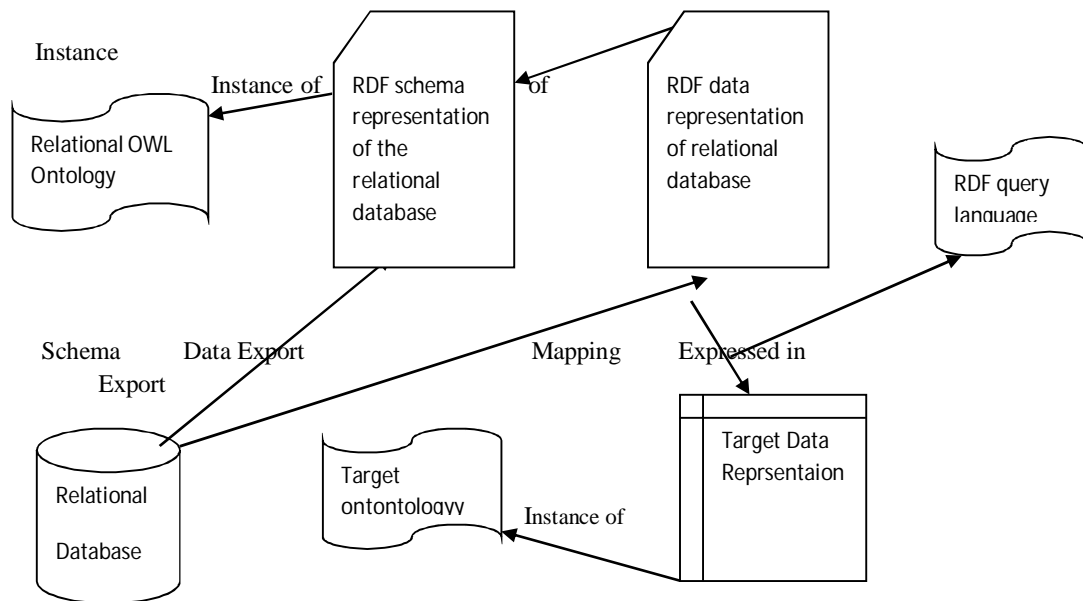 Instance
Instance of
of
RDF schema
representation
of the
relational
database
RDF data
representation
of relational
database
Relational OWL
Ontology
RDF query
language
Schema
Data Export
Mapping
Expressed in
Export
Target Data
Reprsentaion
Target
ontontologyy
Instance of
Relational
Database